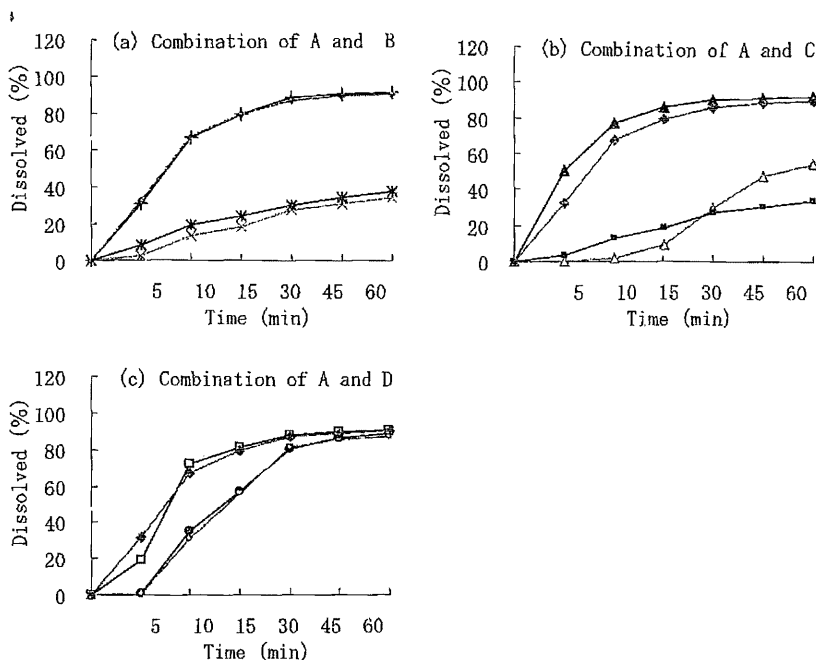 (a) Combination of A and B
120
100
80
60
40
20
0
Dissolved (%)
5 10 15 30 45 60
Time (min)
(b) Combination of A and C
120
100
80
60
40
20
0
Dissolved (%)
5 10 15 30 45 60
Time (min)
(c) Combination of A and D
120
100
80
60
40
20
0
Dissolved (%)
5 10 15 30 45 60
Time (min)